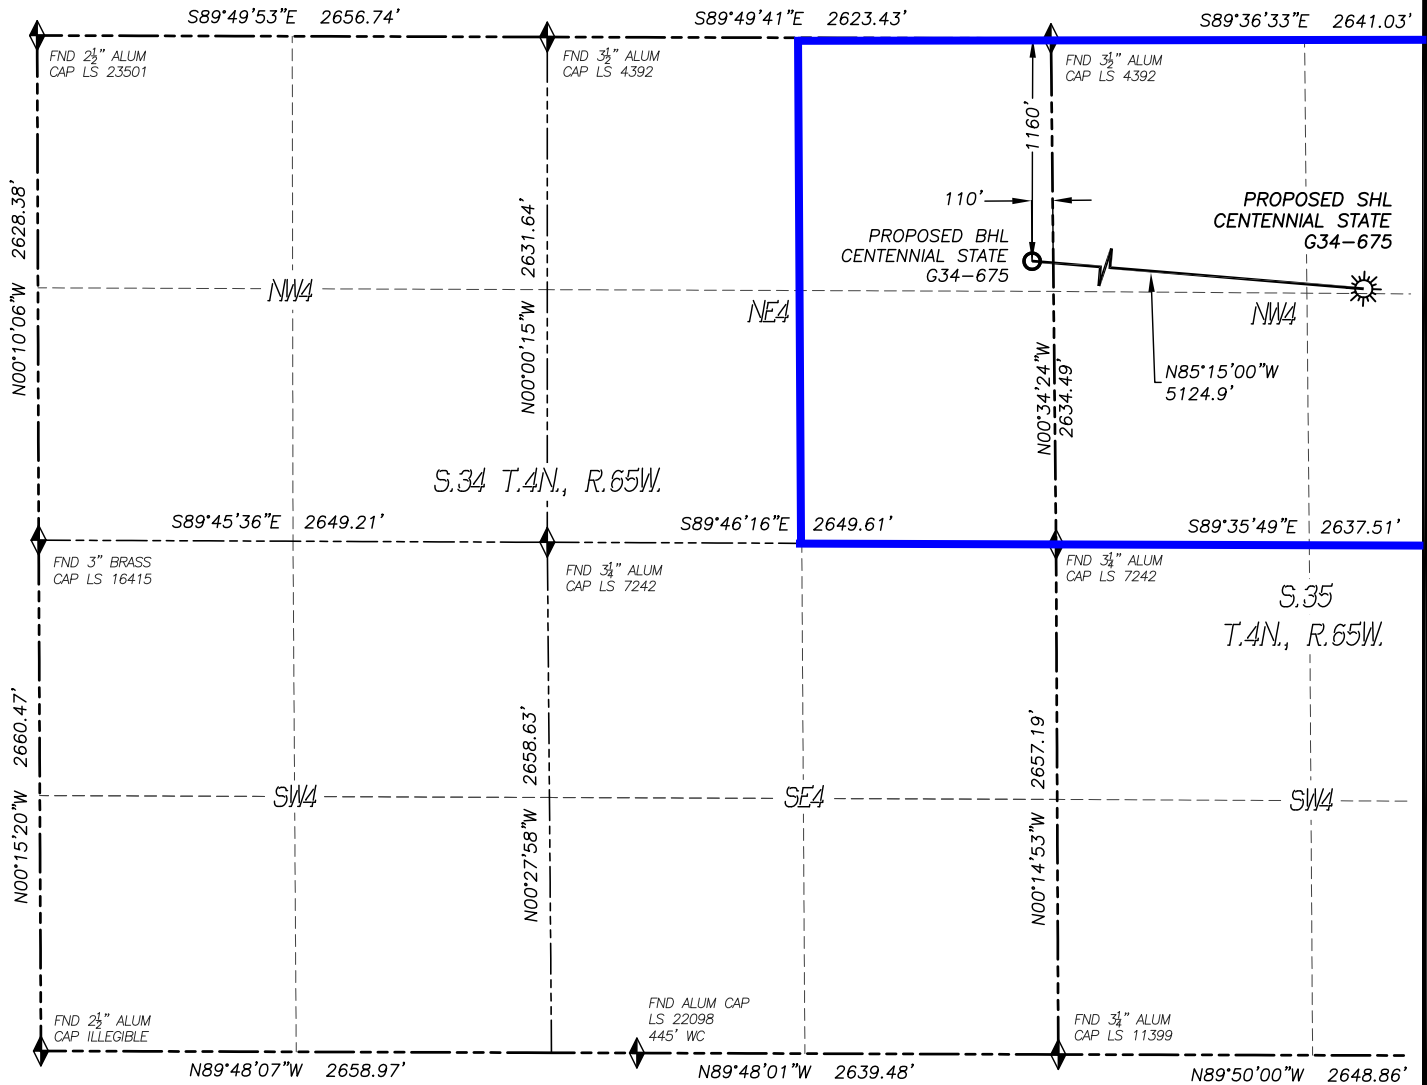 S89°49'53"E 2656.74'
S89°49'41"E 2623.43'
S89°36'33"E 2641.03'
FND 2½" ALUM
CAP LS 23501
FND 3½" ALUM
CAP LS 4392
FND 3½" ALUM
CAP LS 4392
1160'
110'
PROPOSED SHL
CENTENNIAL STATE
G34-675
PROPOSED BHL
CENTENNIAL STATE
G34-675
N00°10'06"W 2628.38'
N00°00'15"W 2631.64'
NW4
NE4
NW4
N00°34'24"W
2634.49'
N85°15'00"W
5124.9'
S.34 T.4N., R.65W.
S89°45'36"E 2649.21'
S89°46'16"E 2649.61'
S89°35'49"E 2637.51'
FND 3" BRASS
CAP LS 16415
FND 3¼" ALUM
CAP LS 7242
FND 3¼" ALUM
CAP LS 7242
S.35
T.4N., R.65W.
N00°15'20"W 2660.47'
N00°27'58"W 2658.63'
N00°14'53"W 2657.19'
SW4
SE4
SW4
FND 2½" ALUM
CAP ILLEGIBLE
FND ALUM CAP
LS 22098
445' WC
FND 3¼" ALUM
CAP LS 11399
N89°48'07"W 2658.97'
N89°48'01"W 2639.48'
N89°50'00"W 2648.86'